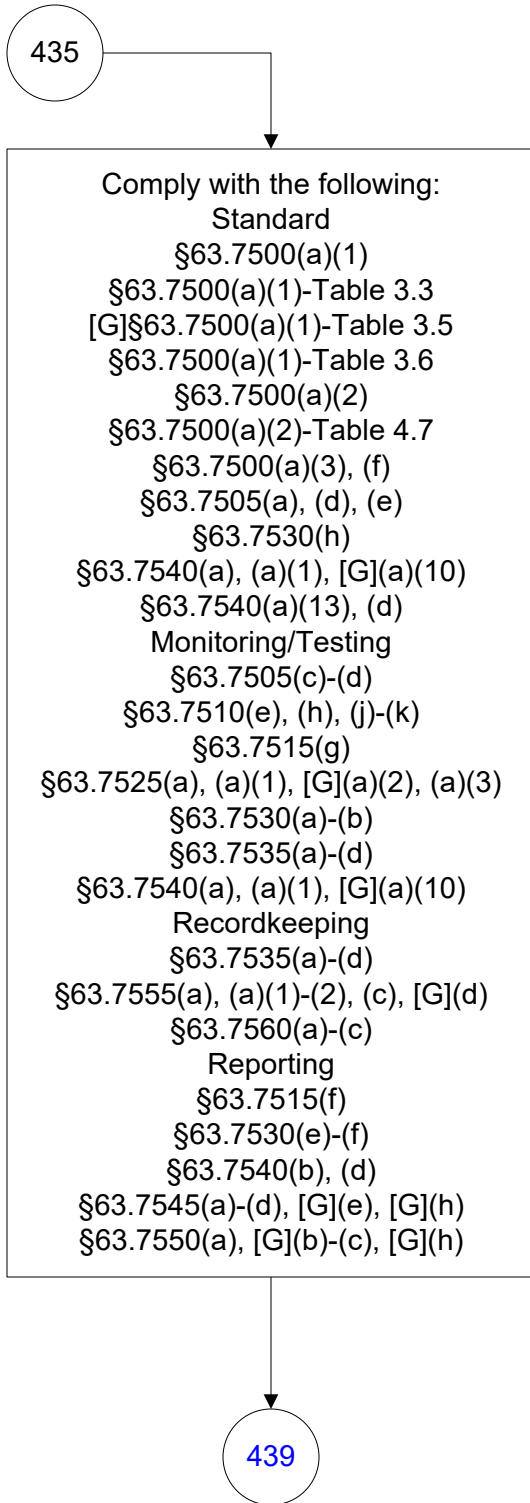 435
Comply with the following:
Standard
§63.7500(a)(1)
§63.7500(a)(1)-Table 3.3
[G]§63.7500(a)(1)-Table 3.5
§63.7500(a)(1)-Table 3.6
§63.7500(a)(2)
§63.7500(a)(2)-Table 4.7
§63.7500(a)(3), (f)
§63.7505(a), (d), (e)
§63.7530(h)
§63.7540(a), (a)(1), [G](a)(10)
§63.7540(a)(13), (d)
Monitoring/Testing
§63.7505(c)-(d)
§63.7510(e), (h), (j)-(k)
§63.7515(g)
§63.7525(a), (a)(1), [G](a)(2), (a)(3)
§63.7530(a)-(b)
§63.7535(a)-(d)
§63.7540(a), (a)(1), [G](a)(10)
Recordkeeping
§63.7535(a)-(d)
§63.7555(a), (a)(1)-(2), (c), [G](d)
§63.7560(a)-(c)
Reporting
§63.7515(f)
§63.7530(e)-(f)
§63.7540(b), (d)
§63.7545(a)-(d), [G](e), [G](h)
§63.7550(a), [G](b)-(c), [G](h)
439